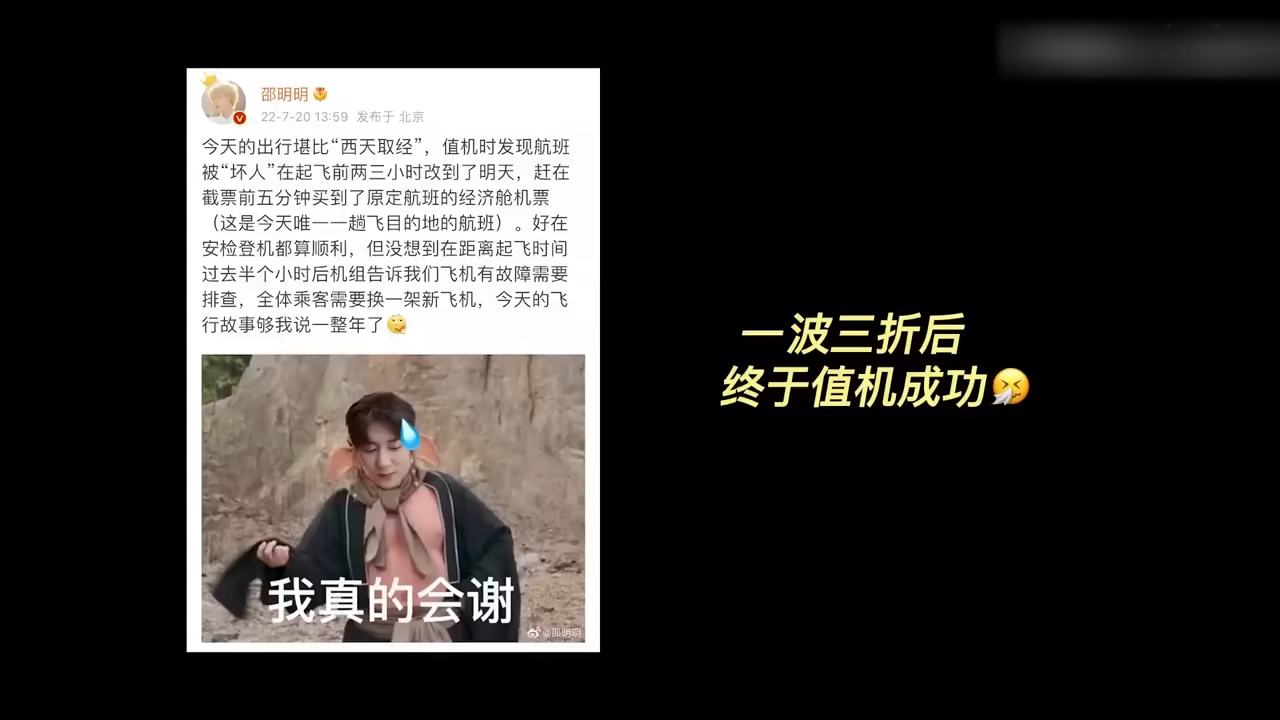 邵明明
22-7-20 13:59 发布于 北京
今天的出行堪比“西天取经”，值机时发现航班
被“坏人”在起飞前两三小时改到了明天，赶在
截票前五分钟买到了原定航班的经济舱机票
（这是今天唯一一趟飞目的地的航班）。好在
安检登机都算顺利，但没想到在距离起飞时间
过去半个小时后机组告诉我们飞机有故障需要
排查，全体乘客需要换一架新飞机，今天的飞
行故事够我说一整年了
我真的会谢
@邵明明
一波三折后
终于值机成功